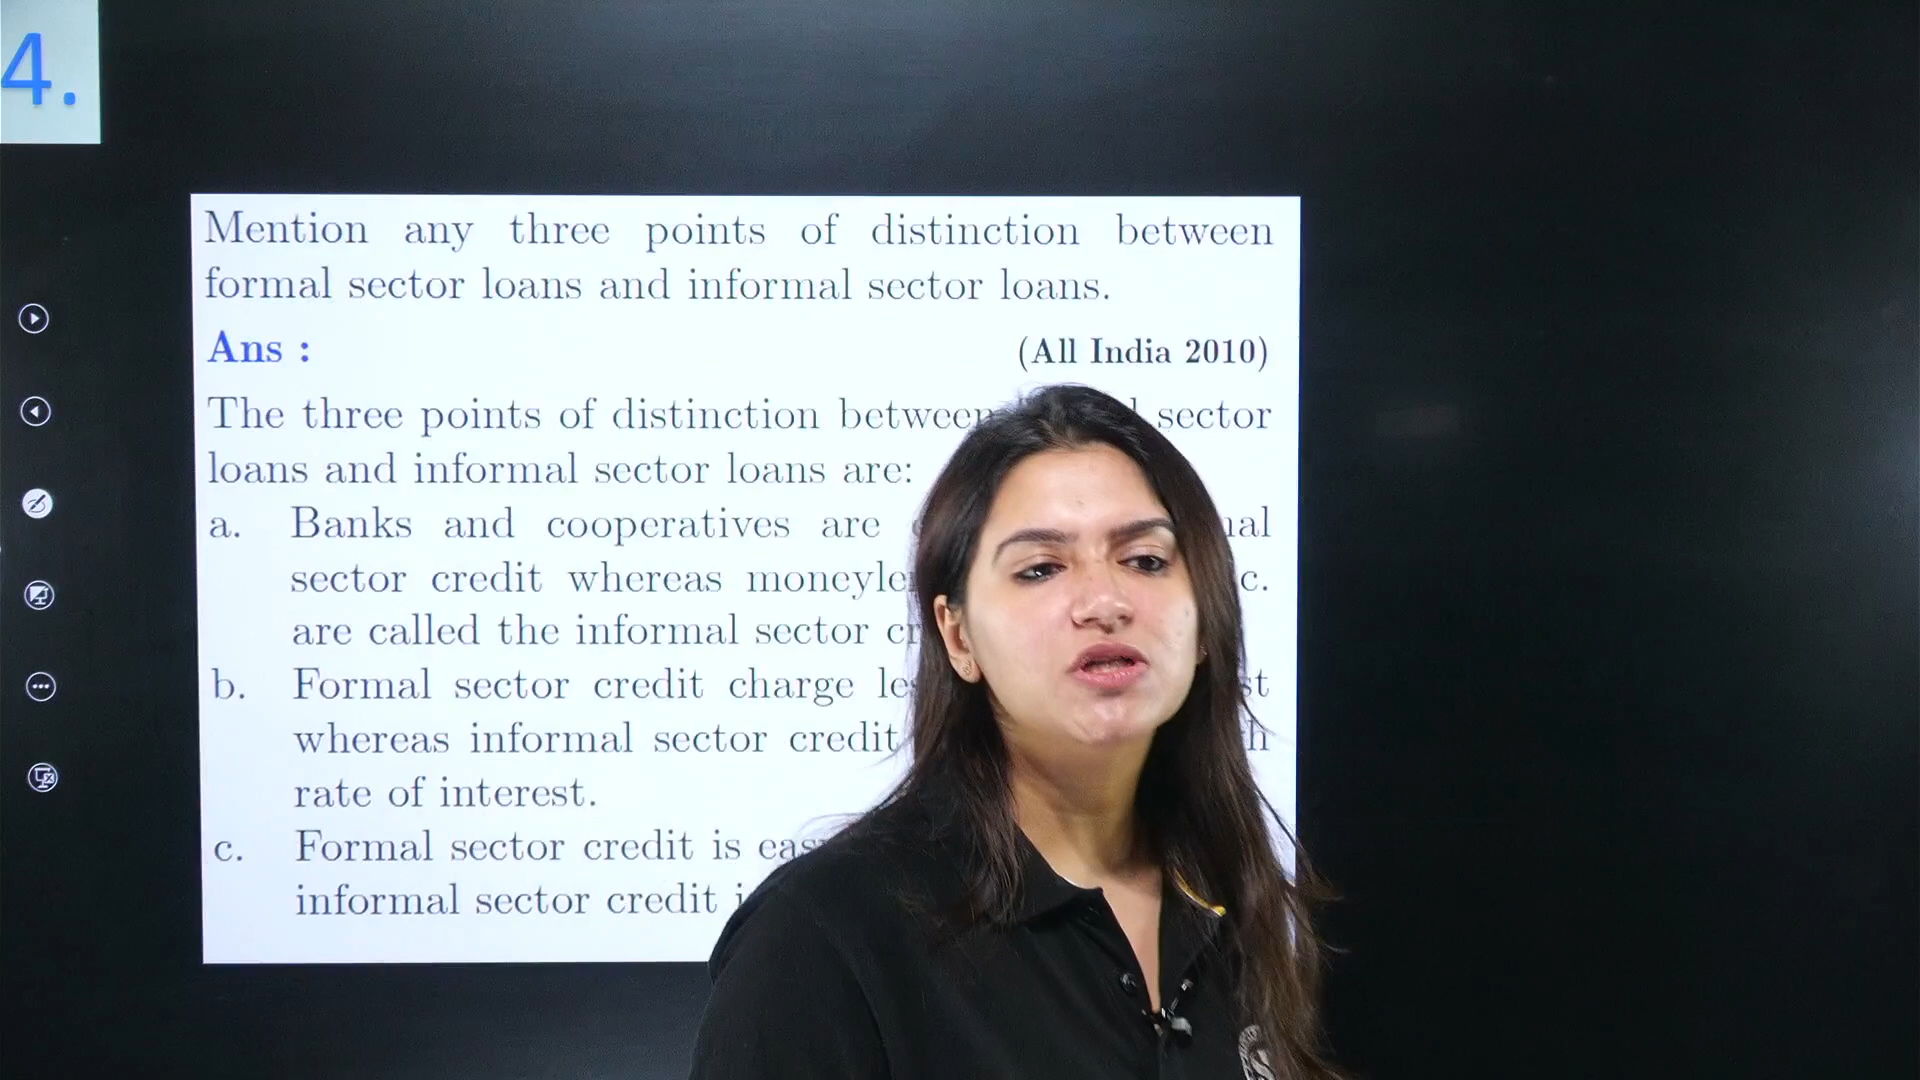 4.
Mention any three points of distinction between
formal sector loans and informal sector loans.
Ans :
(All India 2010)
The three points of distinction between sector
loans and informal sector loans are:
a. Banks and cooperatives are
sector credit whereas
are called the informal sector
b. Formal sector credit charge
whereas informal sector credit
rate of interest.
c. Formal sector credit is
informal sector credit